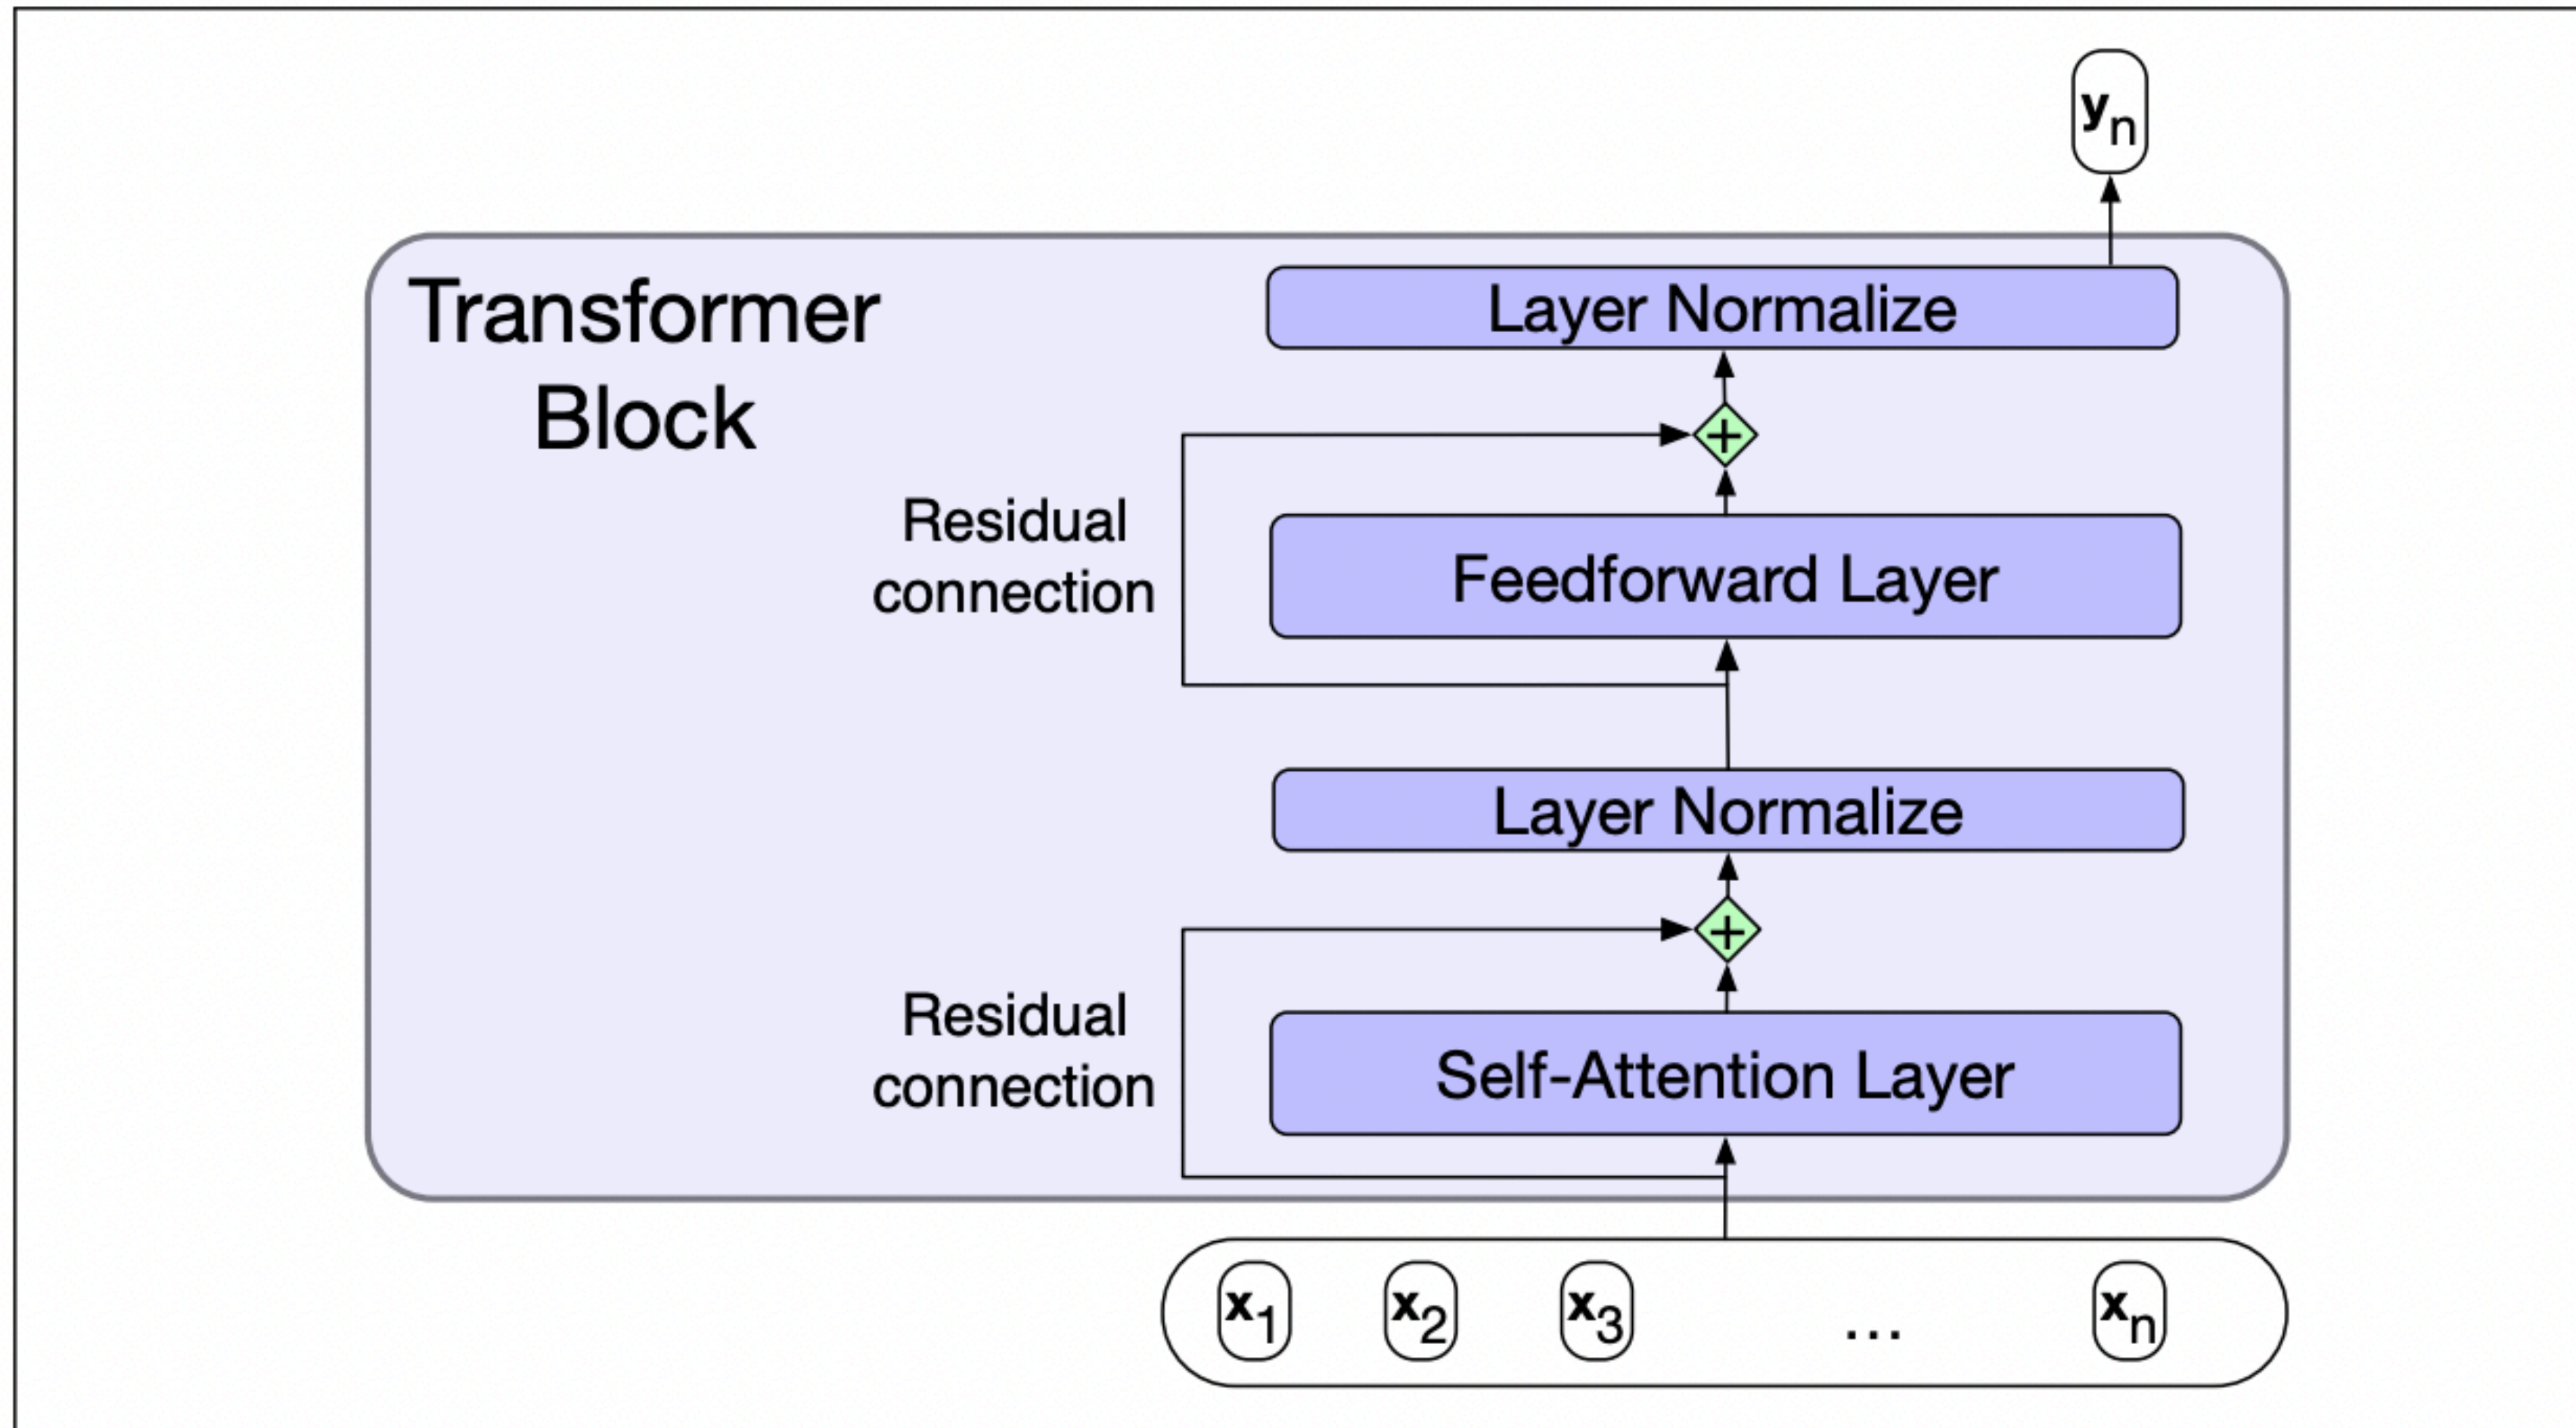 yn
Transformer
Block
Layer Normalize
+
Residual
connection
Feedforward Layer
Layer Normalize
+
Residual
connection
Self-Attention Layer
x1 x2 x3 ... xn